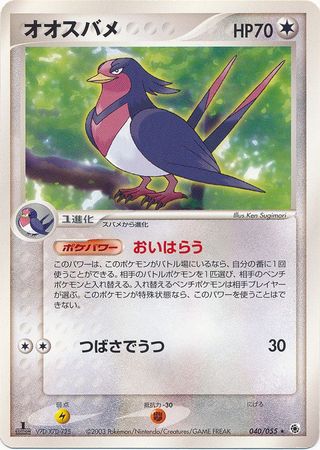 オオスバメ HP70
Illus. Ken Sugimori
1進化 スバメから進化
ポケパワー おいはらう
このパワーは、このポケモンがバトル場にいるなら、自分の番に1回
使うことができる。相手のバトルポケモンを1匹選び、相手のベンチ
ポケモンと入れ替える。入れ替えるベンチポケモンは相手プレイヤー
が選ぶ。このポケモンが特殊状態なら、このパワーを使うことはで
きない。
つばさでうつ 30
弱点 抵抗力 -30 にげる
1 ©2003 Pokémon/Nintendo/Creatures/GAME FREAK 040/055 ★